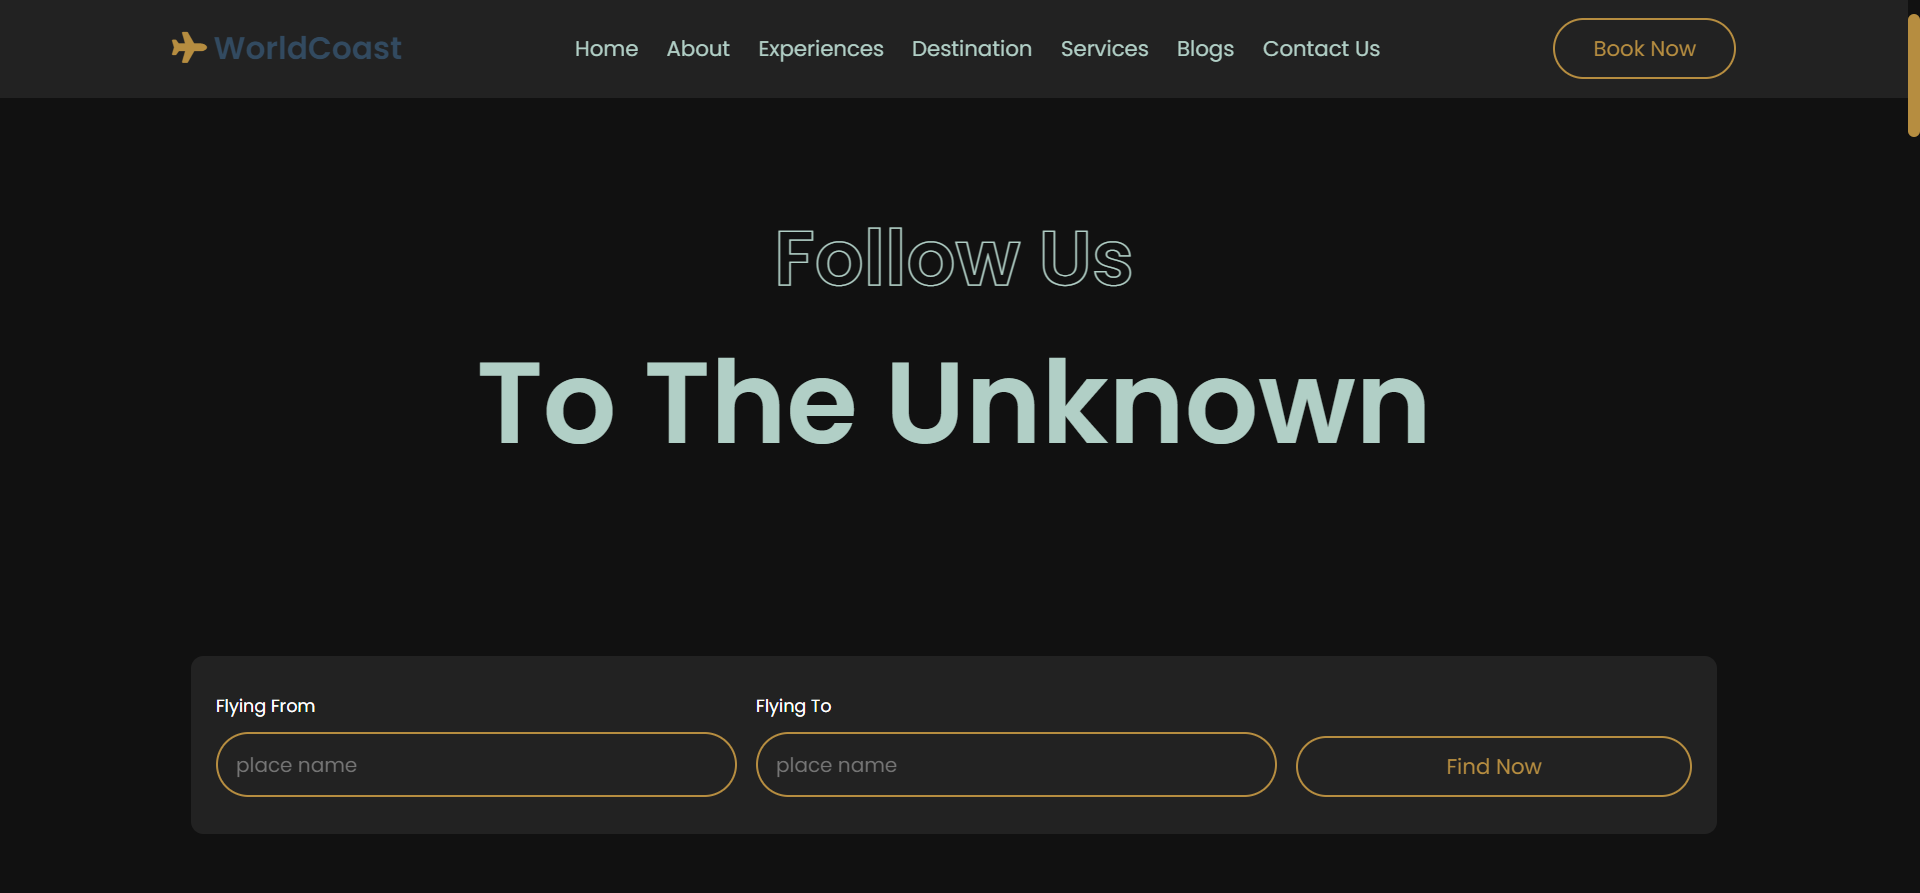 WorldCoast Home About Experiences Destination Services Blogs Contact Us Book Now
Follow Us
To The Unknown
Flying From Flying To
place name place name Find Now